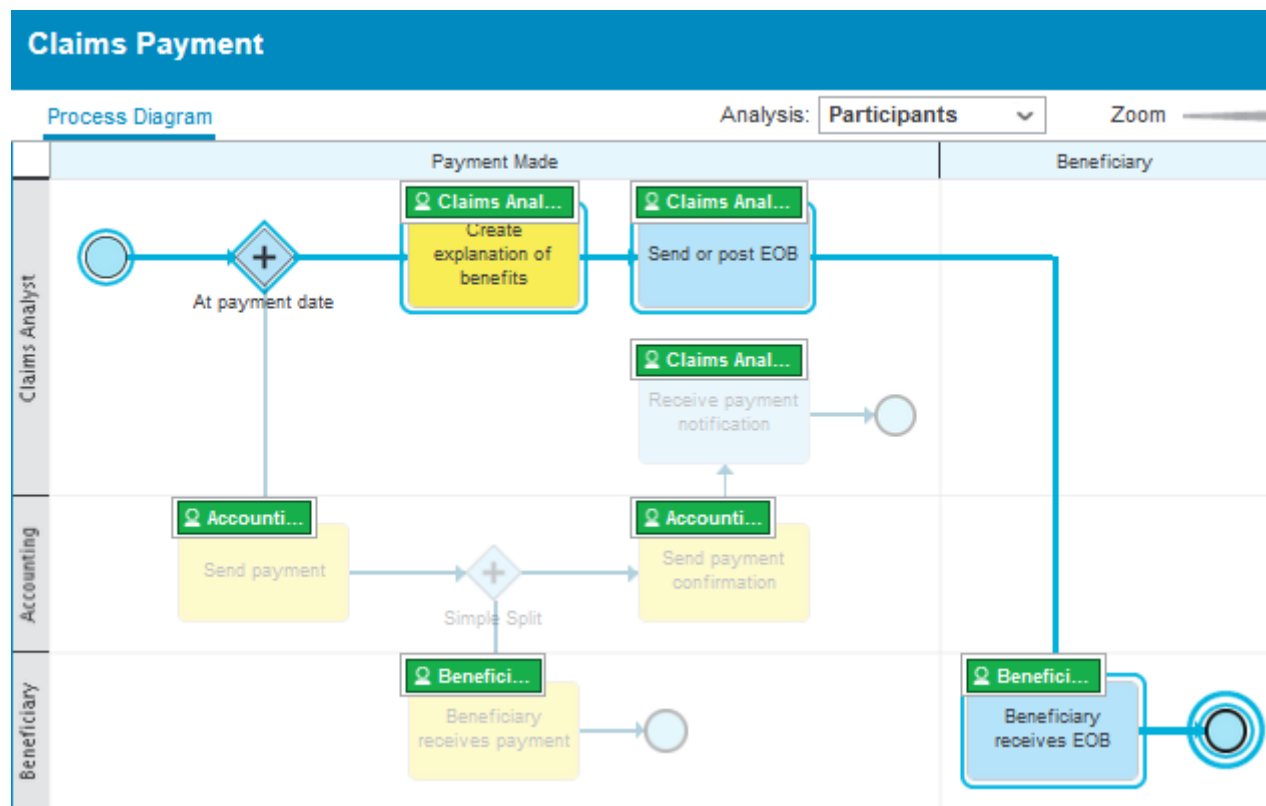 Claims Payment
Process Diagram
Analysis: Participants
Zoom
Payment Made
Beneficiary
Claims Analyst
Claims Anal...
Create
explanation of
benefits
Claims Anal...
Send or post EOB
At payment date
Claims Anal...
Receive payment
notification
Accounting
Accounti...
Send payment
Simple Split
Accounti...
Send payment
confirmation
Beneficiary
Benefici...
Beneficiary
receives payment
Benefici...
Beneficiary
receives EOB